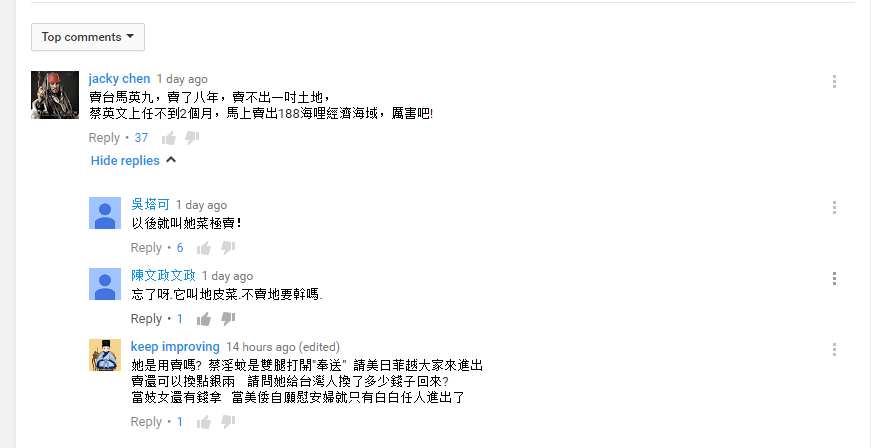 Top comments
jacky chen 1 day ago
賣台馬英九，賣了八年，賣不出一吋土地，
蔡英文上任不到2個月，馬上賣出188海哩經濟海域，厲害吧!
Reply • 37
Hide replies
吳塔可 1 day ago
以後就叫她菜極賣!
Reply • 6
陳文政文政 1 day ago
忘了呀.它叫地皮菜.不賣地要幹嗎.
Reply • 1
keep improving 14 hours ago (edited)
她是用賣嗎? 蔡淫蚊是雙腿打開"奉送" 請美日菲越大家來進出
賣還可以換點銀兩 請問她給台灣人換了多少錢子回來?
當妓女還有錢拿 當美倭自願慰安婦就只有白白任人進出了
Reply • 1